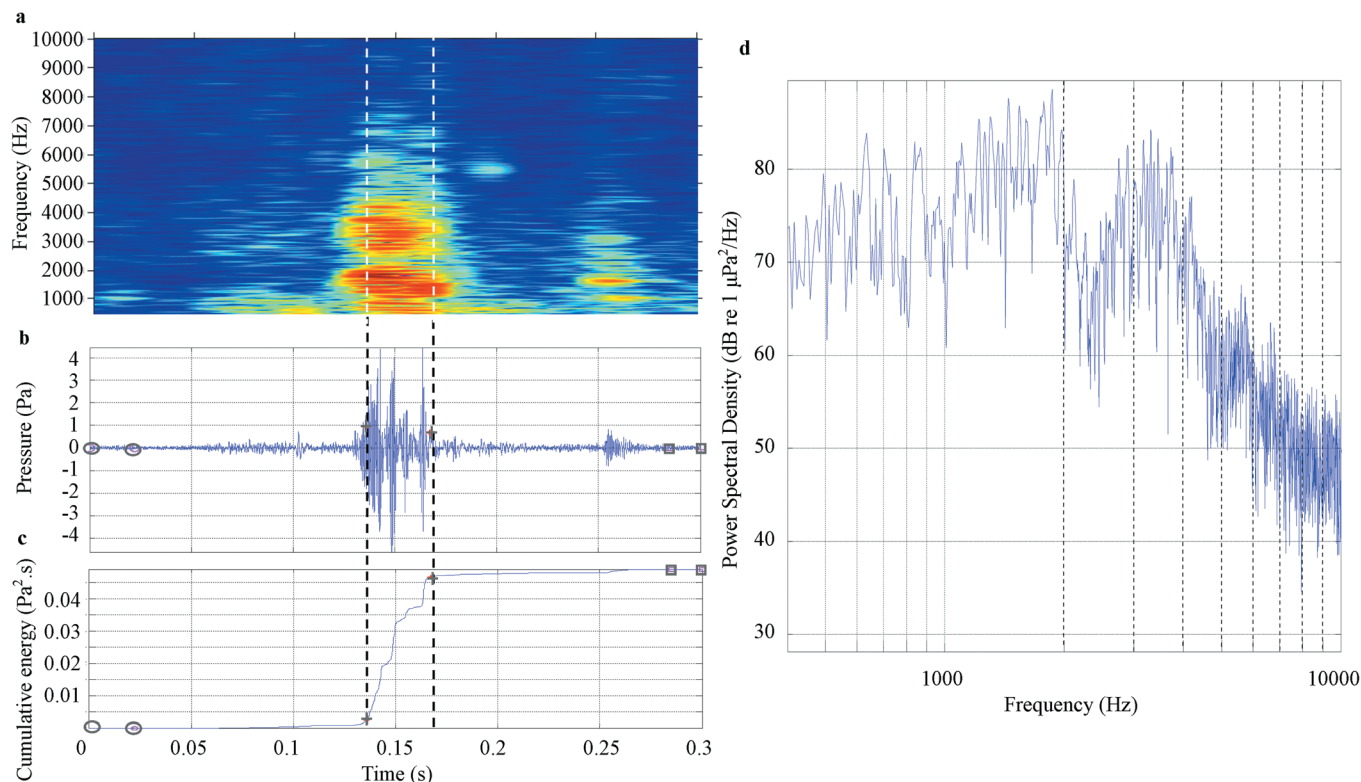 a
10000
9000
8000
7000
6000
5000
4000
3000
2000
1000
Frequency (Hz)
b
4
3
2
1
0
-1
-2
-3
-4
Pressure (Pa)
c
0.04
0.03
0.02
0.01
Cumulative energy (Pa².s)
0 0.05 0.1 0.15 0.2 0.25 0.3
Time (s)
d
80
70
60
50
40
30
Power Spectral Density (dB re 1 µPa²/Hz)
1000 10000
Frequency (Hz)